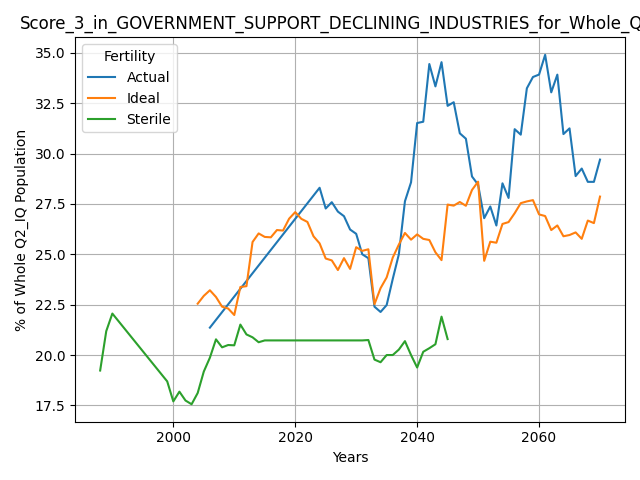 Score_3_in_GOVERNMENT_SUPPORT_DECLINING_INDUSTRIES_for_Whole_Q
Fertility
Actual
Ideal
Sterile
% of Whole Q2_IQ Population
35.0
32.5
30.0
27.5
25.0
22.5
20.0
17.5
2000
2020
2040
2060
Years